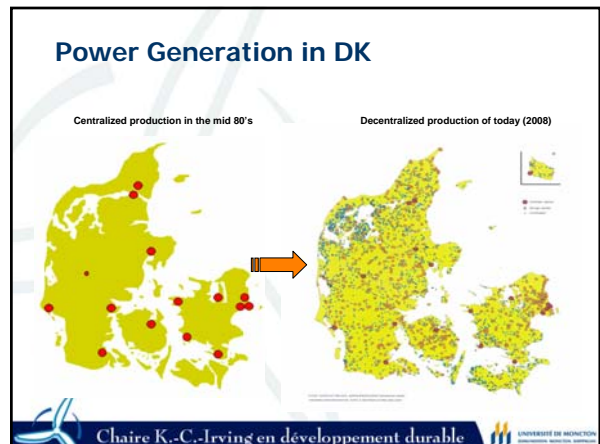 Power Generation in DK
Centralized production in the mid 80's
Decentralized production of today (2008)
Chaire K.-C.-Irving en développement durable
UNIVERSITÉ DE MONCTON